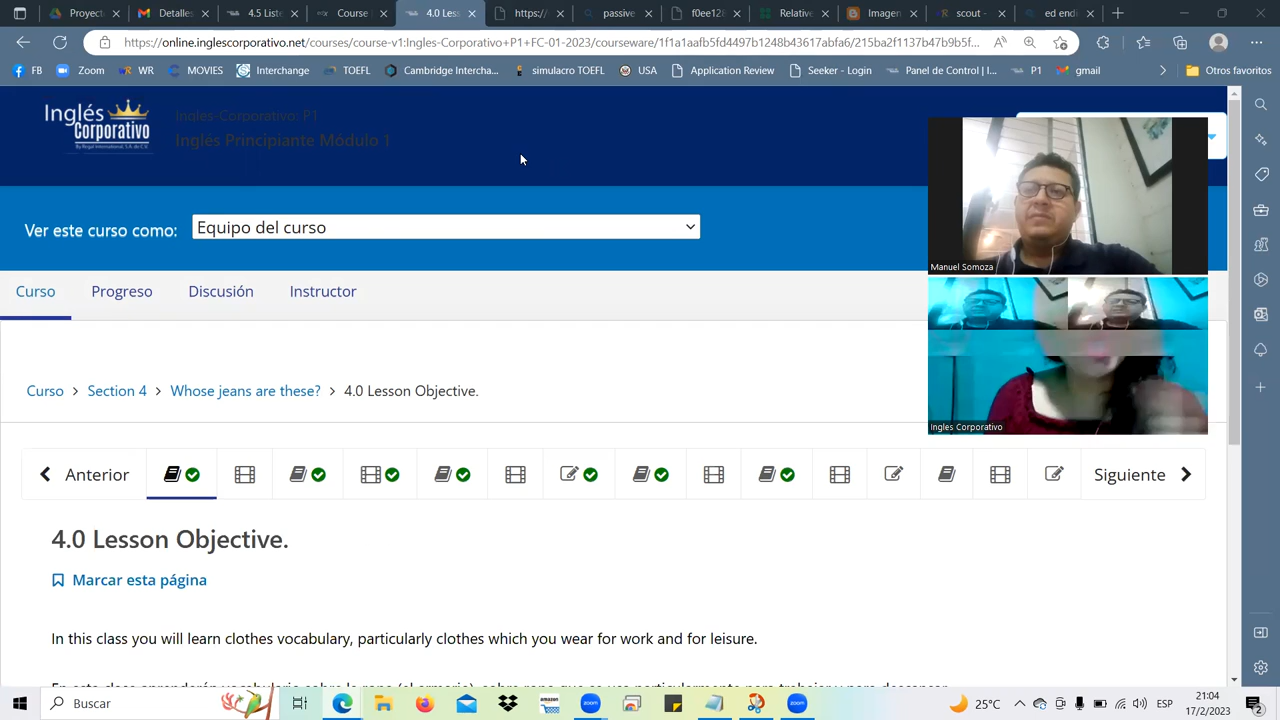 Proyect
Detalles
4.5 Liste
Course
4.0 Less
https://
passive
f0ee128
Relative
Imagen
scout -
ed endi
https://online.inglescorporativo.net/courses/course-v1:Ingles-Corporativo+P1+FC-01-2023/courseware/1f1a1aafb5fd4497b1248b43617abfa6/215ba2f1137b47b9b5f...
FB
Zoom
WR
MOVIES
Interchange
TOEFL
Cambridge Intercha...
simulacro TOEFL
USA
Application Review
Seeker - Login
Panel de Control | I...
P1
gmail
Otros favoritos
Inglés
Corporativo
Ingles-Corporativo: P1
Ingles Principiante Módulo 1
Ver este curso como:
Equipo del curso
Manuel Somoza
Curso
Progreso
Discusión
Instructor
Curso > Section 4 > Whose jeans are these? > 4.0 Lesson Objective.
Ingles Corporativo
Anterior
Siguiente
4.0 Lesson Objective.
Marcar esta página
In this class you will learn clothes vocabulary, particularly clothes which you wear for work and for leisure.
Buscar
25°C
ESP
21:04
17/2/2023
2